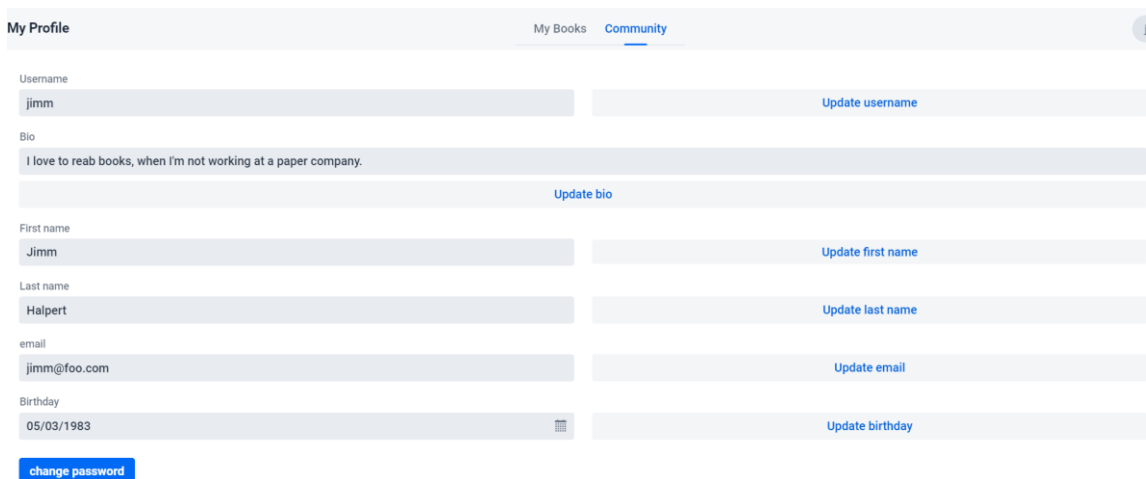 My Profile My Books Community
Username
jimm Update username
Bio
I love to reab books, when I'm not working at a paper company.
Update bio
First name
Jimm Update first name
Last name
Halpert Update last name
email
jimm@foo.com Update email
Birthday
05/03/1983 Update birthday
change password